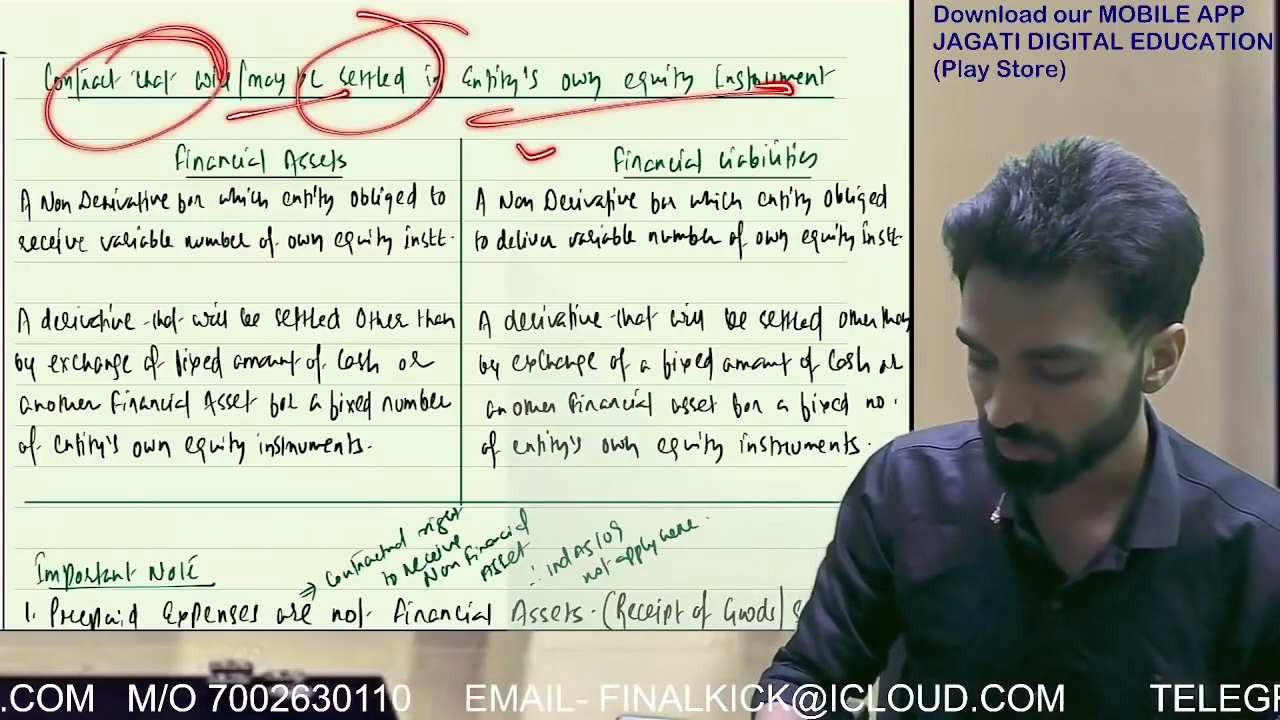 Download our MOBILE APP
JAGATI DIGITAL EDUCATION
(Play Store)
Contract that will/may be settled in Entity's own equity Instrument
Financial Assets
A Non Derivative for which entity obliged to
receive variable number of own equity instt.
A derivative that will be settled other than
by exchange of fixed amount of cash or
another Financial Asset for a fixed number
of Entity's own equity instruments.
Financial Liabilities
A Non Derivative for which entity obliged
to deliver variable number of own equity instt.
A derivative that will be settled other than
by exchange of a fixed amount of cash or
another financial asset for a fixed no.
of entity's own equity instruments.
Important Note
⇒ Contractual right
to receive
Non Financial
Asset
∴ ind AS 109
not apply here.
1. Prepaid Expenses are not Financial Assets. (Receipt of Goods/ s
.COM M/O 7002630110 EMAIL- FINALKICK@ICLOUD.COM TELEGR